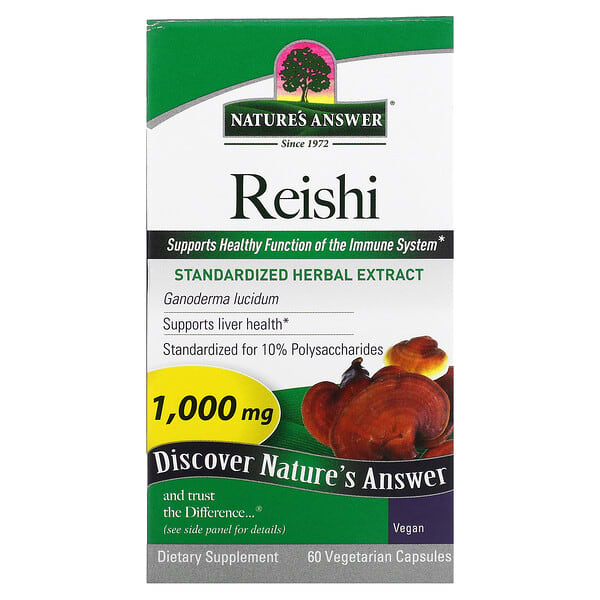 NATURE'S ANSWER®
Since 1972
Reishi
Supports Healthy Function of the Immune System*
STANDARDIZED HERBAL EXTRACT
Ganoderma lucidum
Supports liver health*
Standardized for 10% Polysaccharides
1,000 mg
Discover Nature's Answer
and trust
the Difference...®
(see side panel for details)
Vegan
Dietary Supplement 60 Vegetarian Capsules